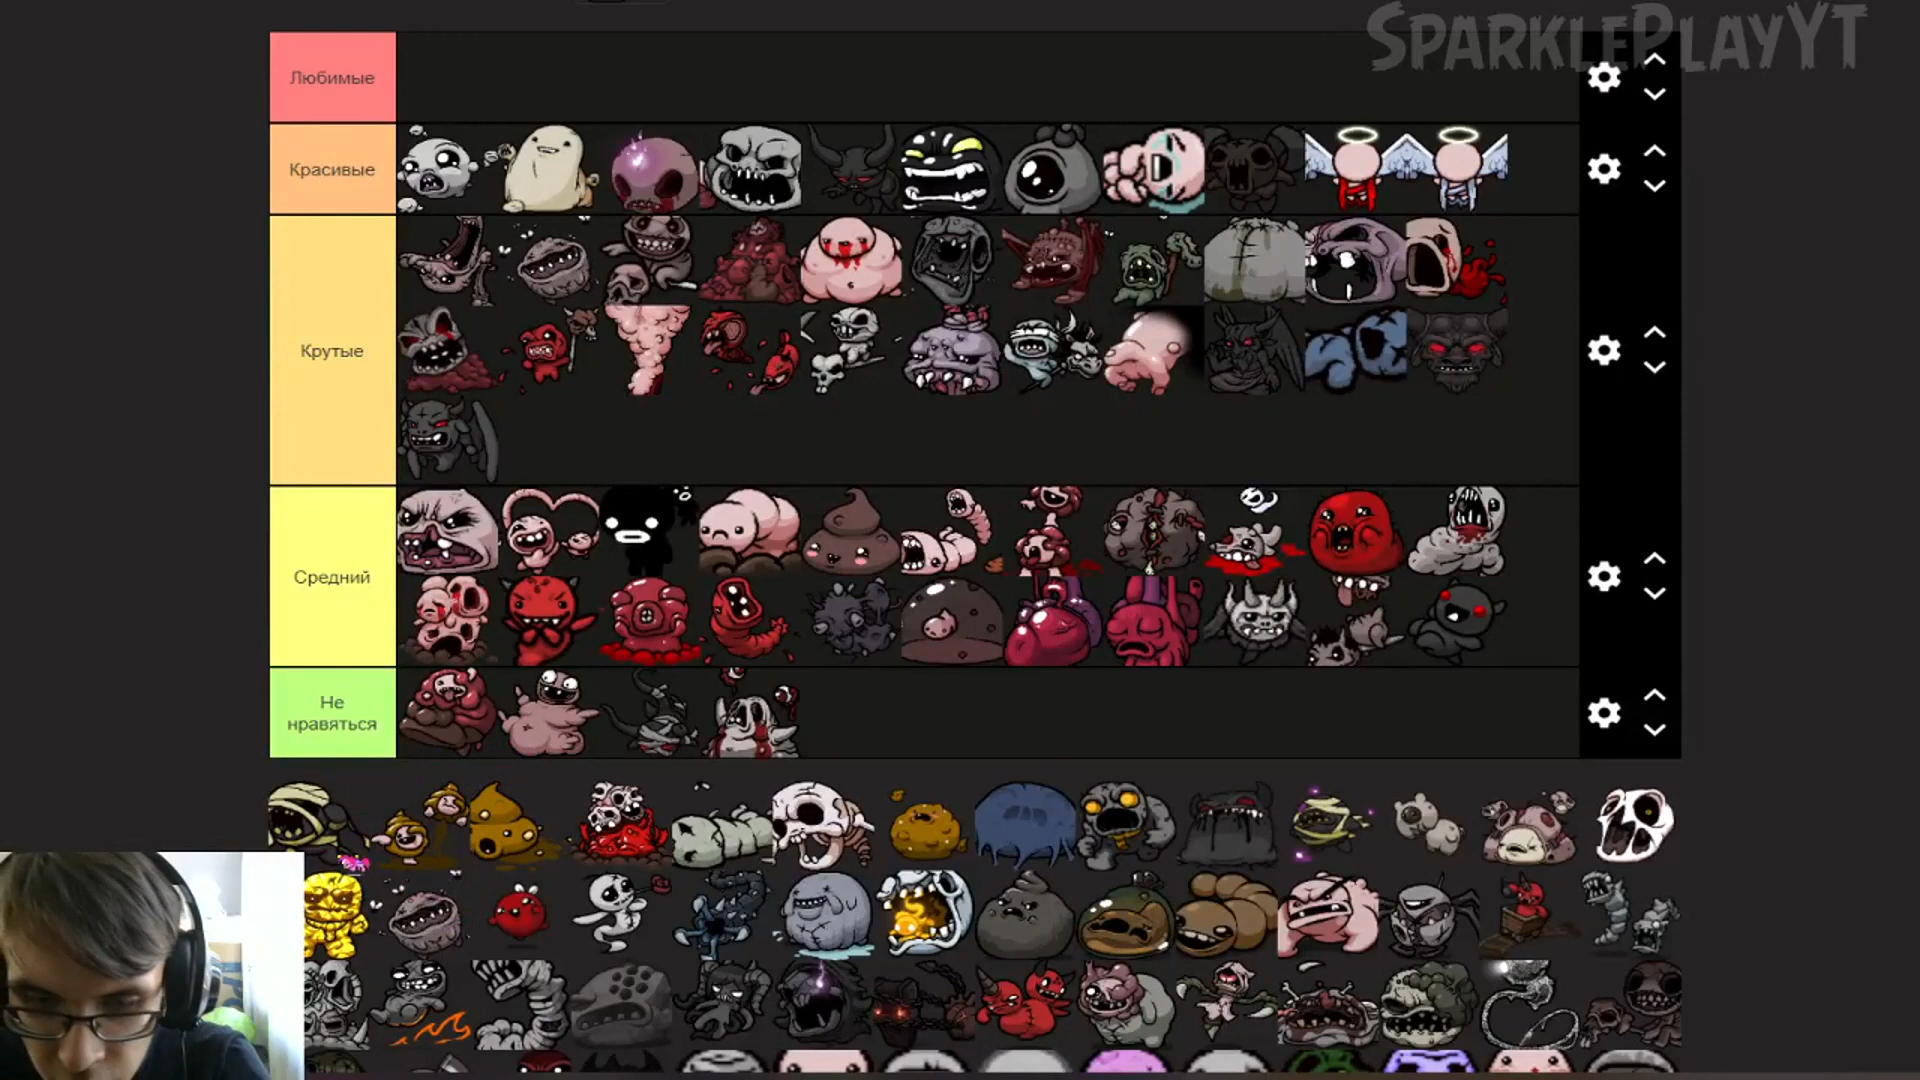 SPARKLEPLAYYT
Любимые
Красивые
Крутые
Средний
Не
нравяться